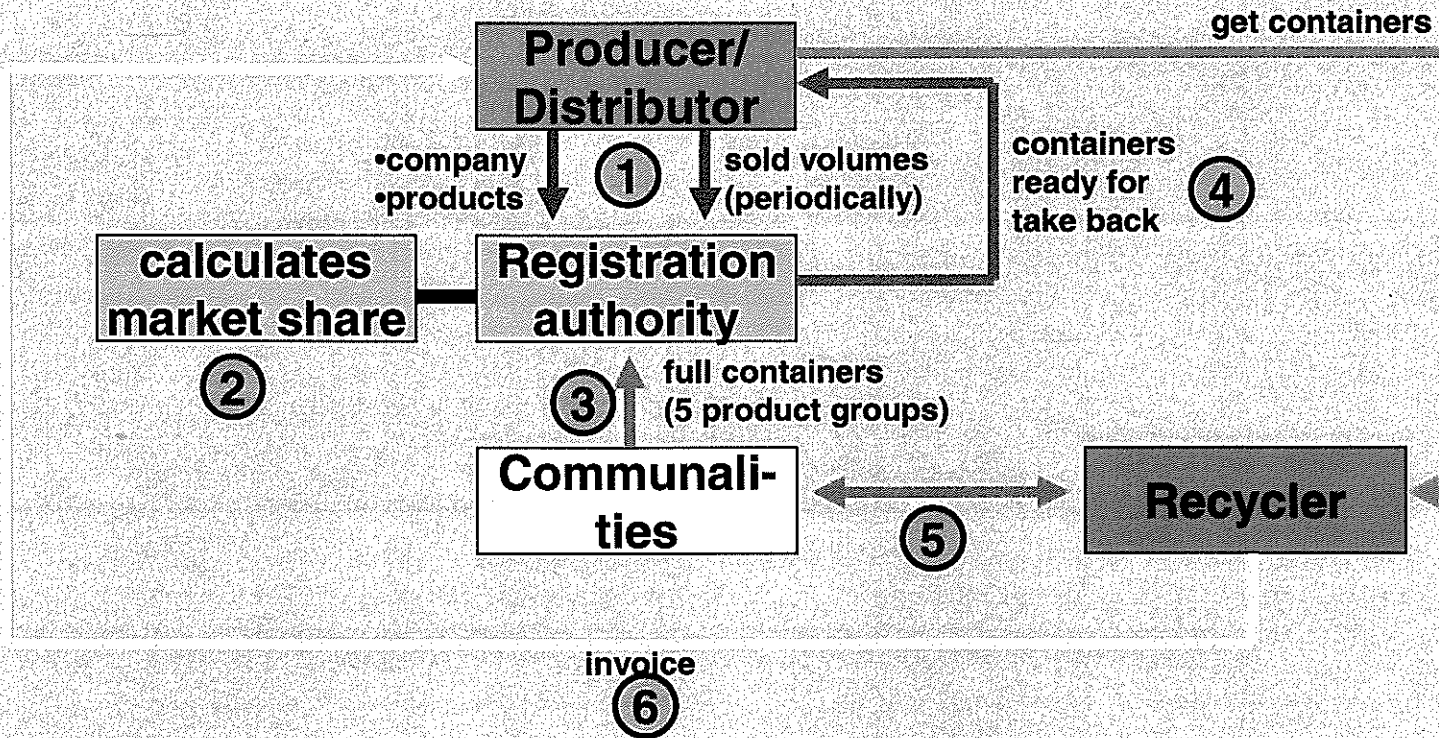 get containers
Producer/
Distributor
•company
•products
1
sold volumes
(periodically)
containers
ready for
take back
4
calculates
market share
2
Registration
authority
3
full containers
(5 product groups)
Communali-
ties
5
Recycler
invoice
6